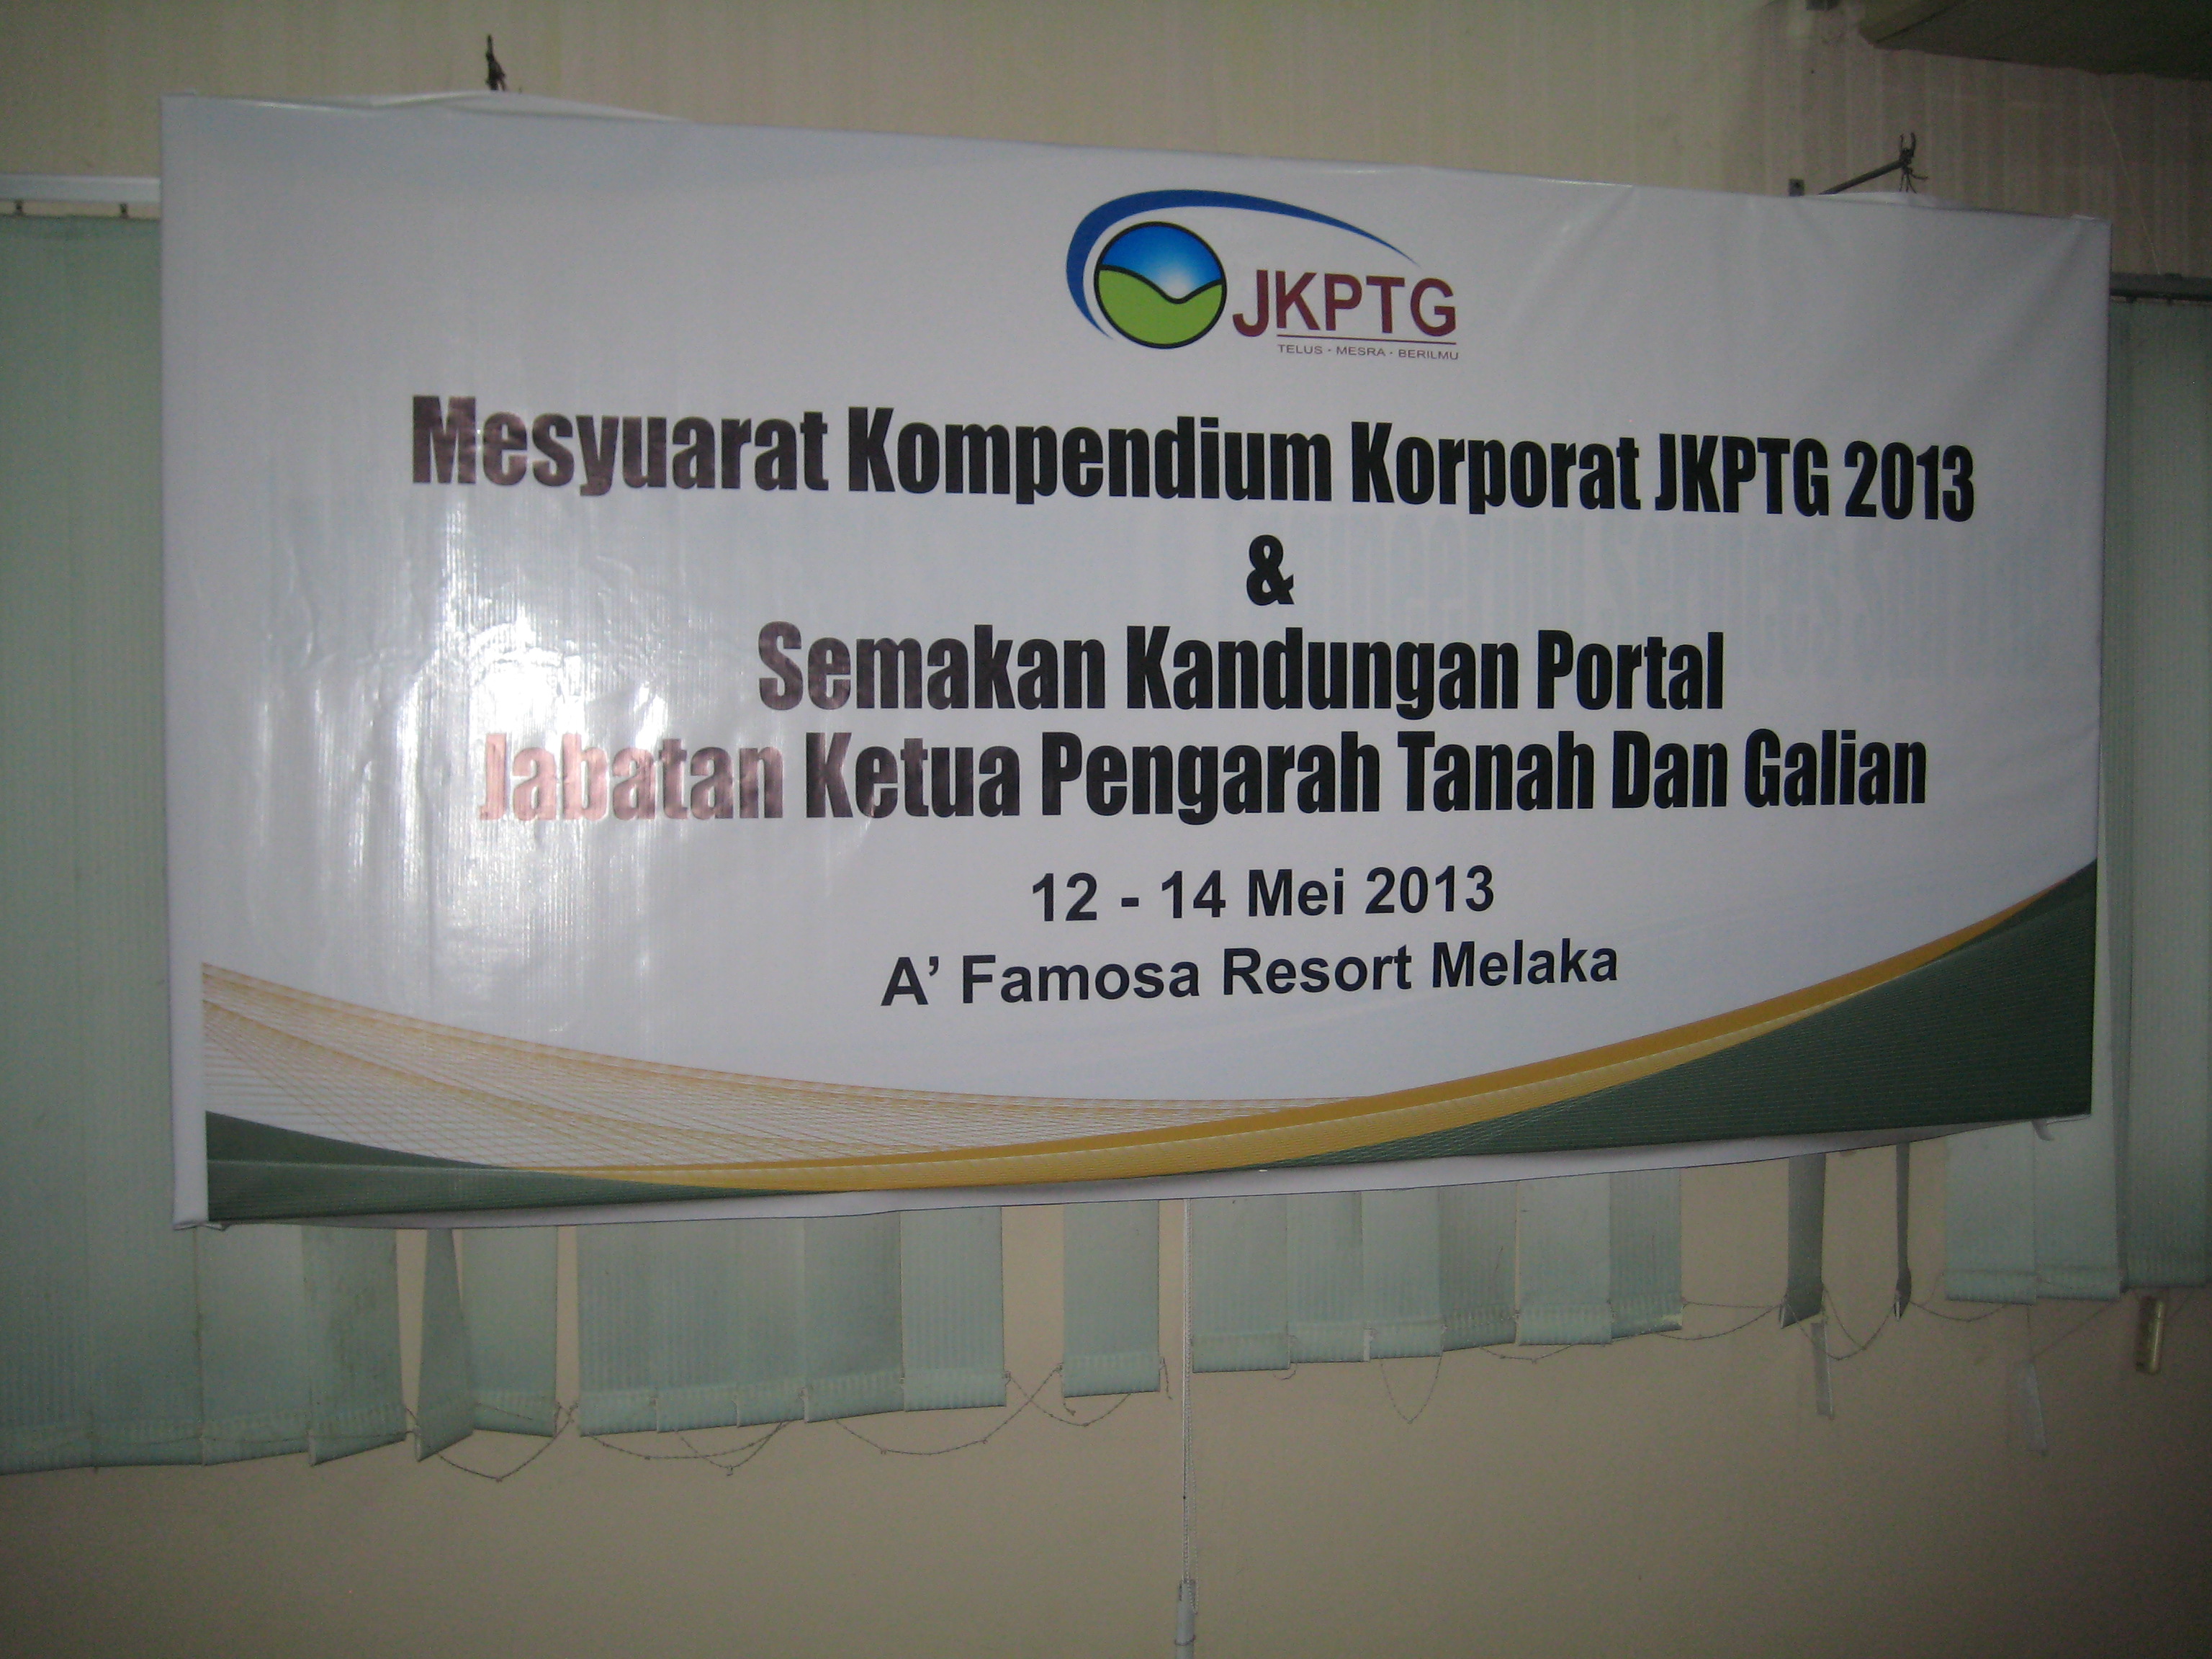 JKPTG
TELUS · MESRA · BERILMU
Mesyuarat Kompendium Korporat JKPTG 2013
&
Semakan Kandungan Portal
Jabatan Ketua Pengarah Tanah Dan Galian
12 - 14 Mei 2013
A' Famosa Resort Melaka